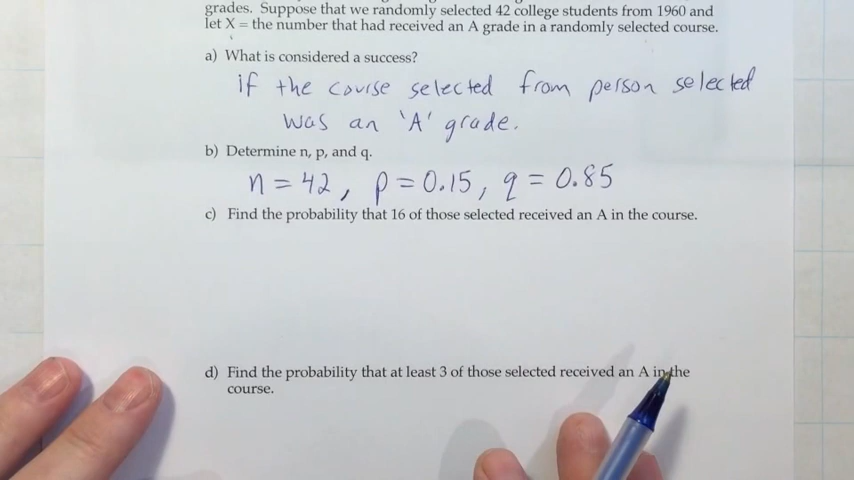 grades. Suppose that we randomly selected 42 college students from 1960 and
let X = the number that had received an A grade in a randomly selected course.
a) What is considered a success?
if the course selected from person selected
was an 'A' grade.
b) Determine n, p, and q.
n = 42, p = 0.15, q = 0.85
c) Find the probability that 16 of those selected received an A in the course.
d) Find the probability that at least 3 of those selected received an A in the
course.